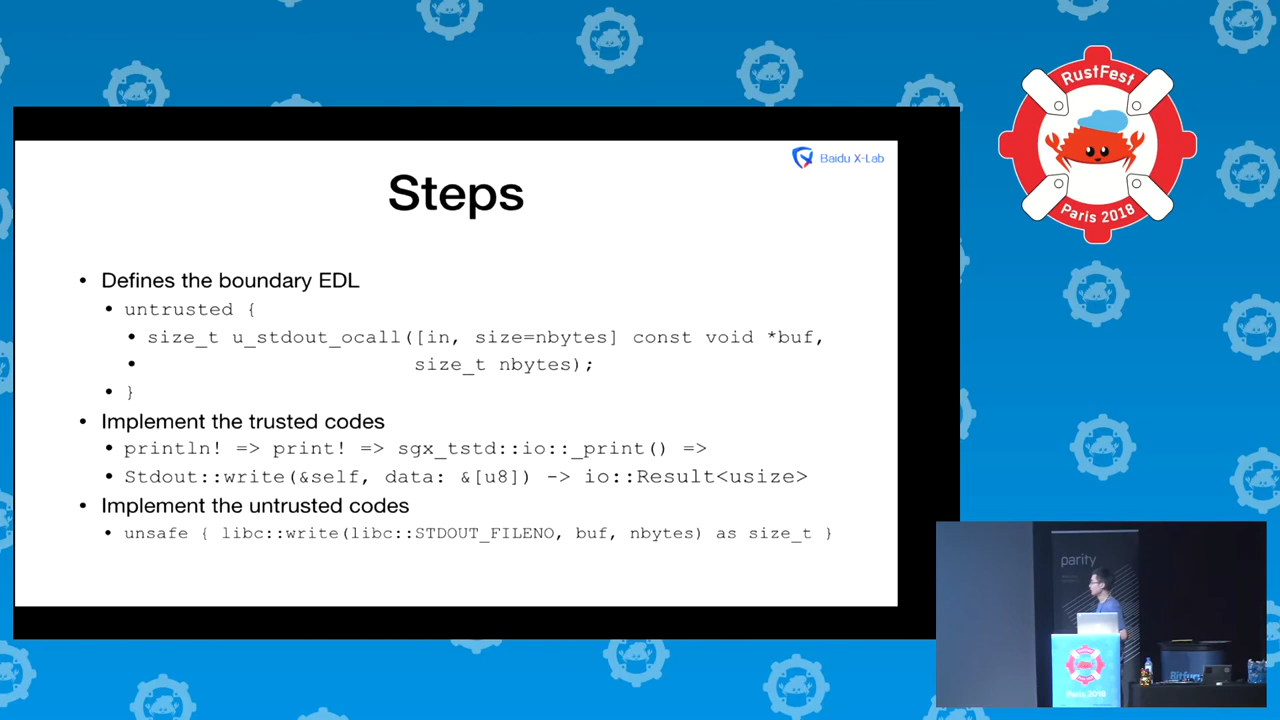 Baidu X-Lab
Steps
• Defines the boundary EDL
• untrusted {
• size_t u_stdout_ocall([in, size=nbytes] const void *buf,
• size_t nbytes);
• }
• Implement the trusted codes
• println! => print! => sgx_tstd::io::_print() =>
• Stdout::write(&self, data: &[u8]) -> io::Result<usize>
• Implement the untrusted codes
• unsafe { libc::write(libc::STDOUT_FILENO, buf, nbytes) as size_t }
RustFest
Paris 2018
parity
Paris 2018